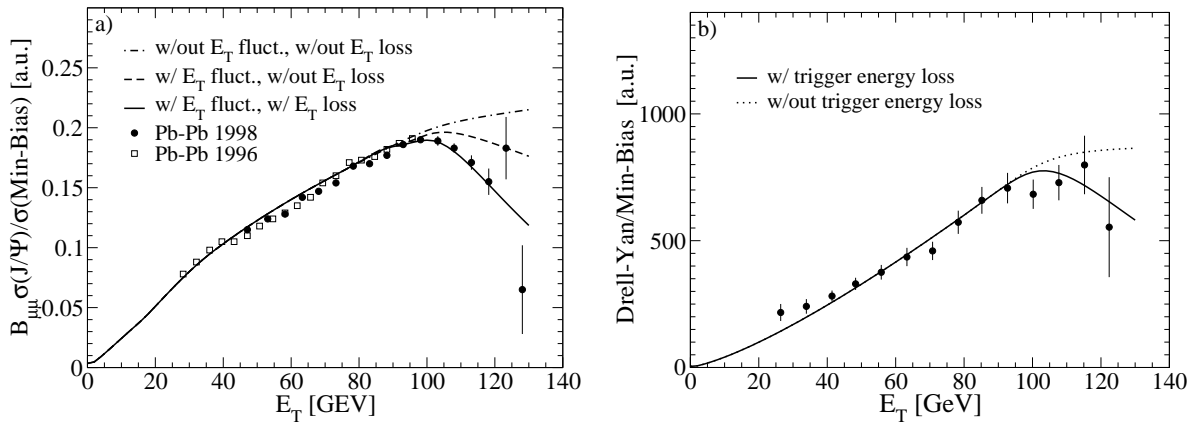 a)
w/out E_T fluct., w/out E_T loss
w/ E_T fluct., w/out E_T loss
w/ E_T fluct., w/ E_T loss
Pb-Pb 1998
Pb-Pb 1996
B_μμσ(J/Ψ)/σ(Min-Bias) [a.u.]
0.25
0.2
0.15
0.1
0.05
0
0 20 40 60 80 100 120 140
E_T [GEV]
b)
w/ trigger energy loss
w/out trigger energy loss
Drell-Yan/Min-Bias [a.u.]
1000
500
0
0 20 40 60 80 100 120 140
E_T [GeV]